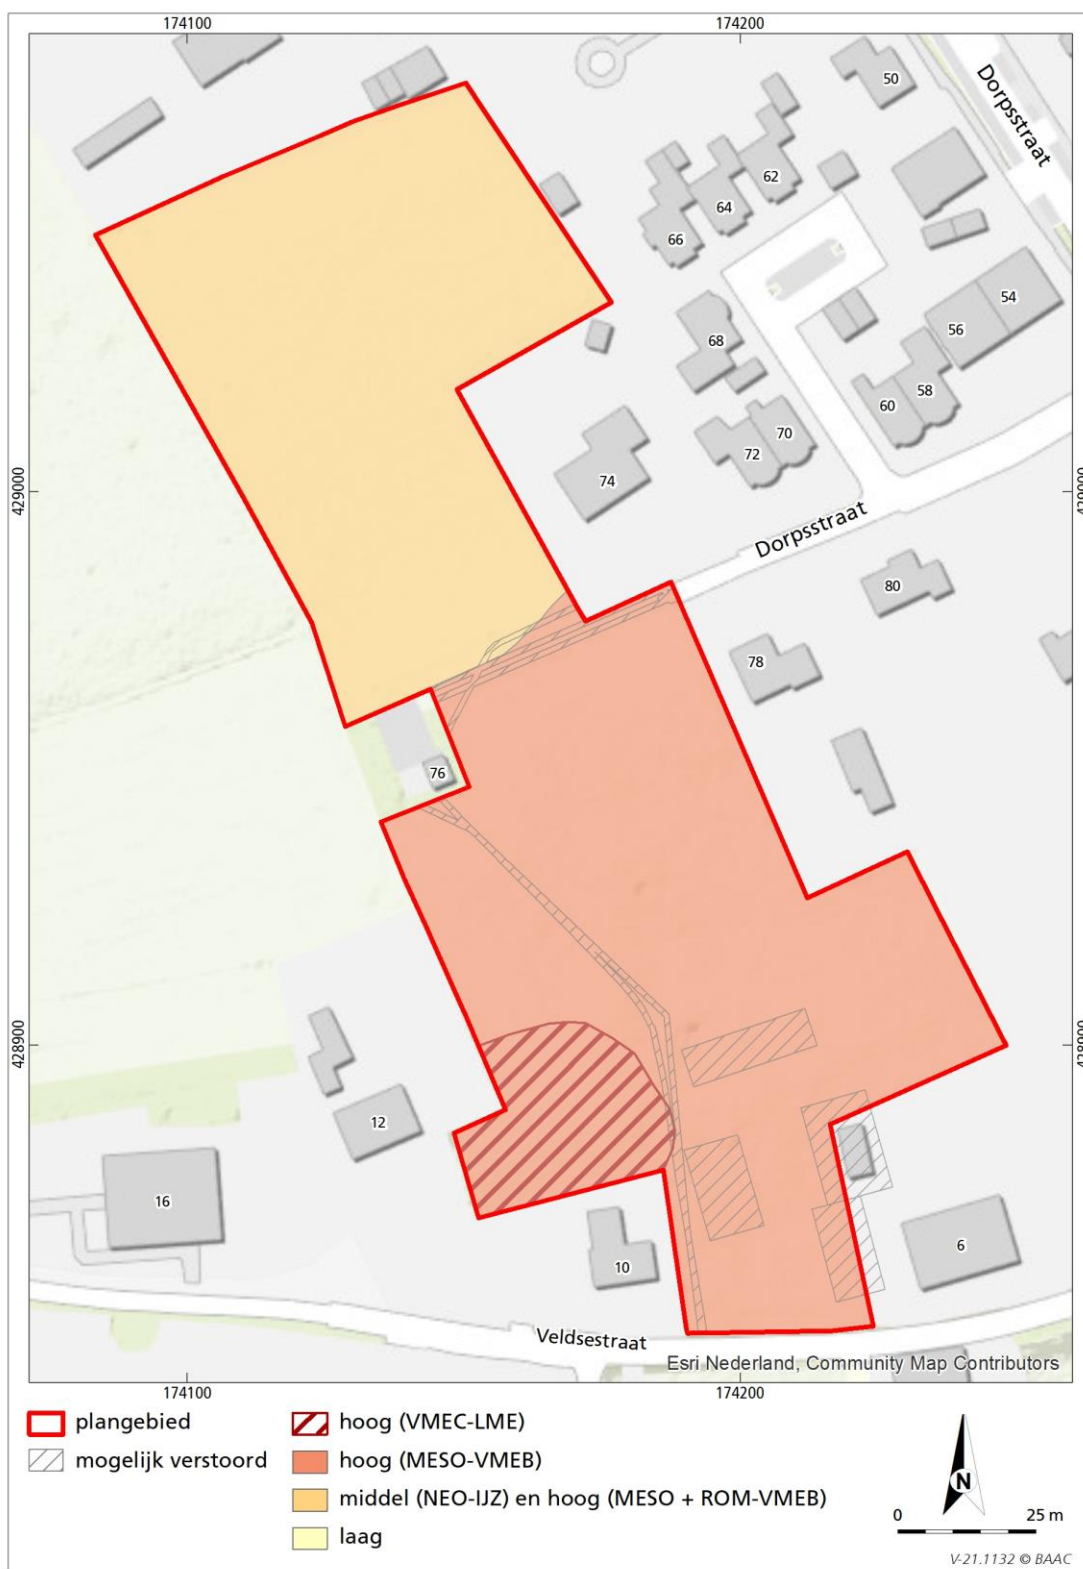 174100
174200
50
Dorpsstraat
62
64
66
54
56
68
58
60
70
72
74
429000
429000
Dorpsstraat
80
78
76
428900
428900
12
16
6
10
Veldsestraat
Esri Nederland, Community Map Contributors
174100
174200
plangebied
mogelijk verstoord
hoog (VMEC-LME)
hoog (MESO-VMEB)
middel (NEO-IJZ) en hoog (MESO + ROM-VMEB)
laag
N
0
25 m
V-21.1132 © BAAC